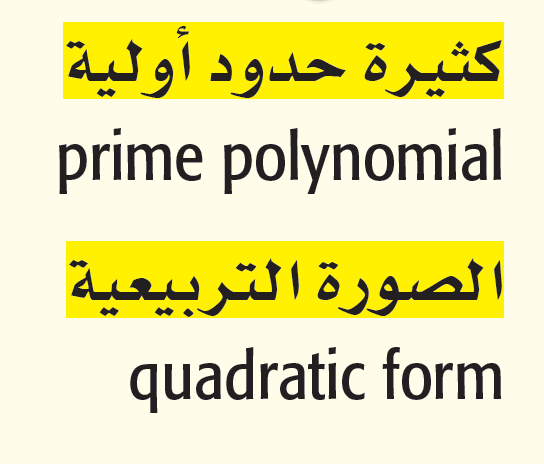 كثيرة حدود أولية
prime polynomial
الصورة التربيعية
quadratic form